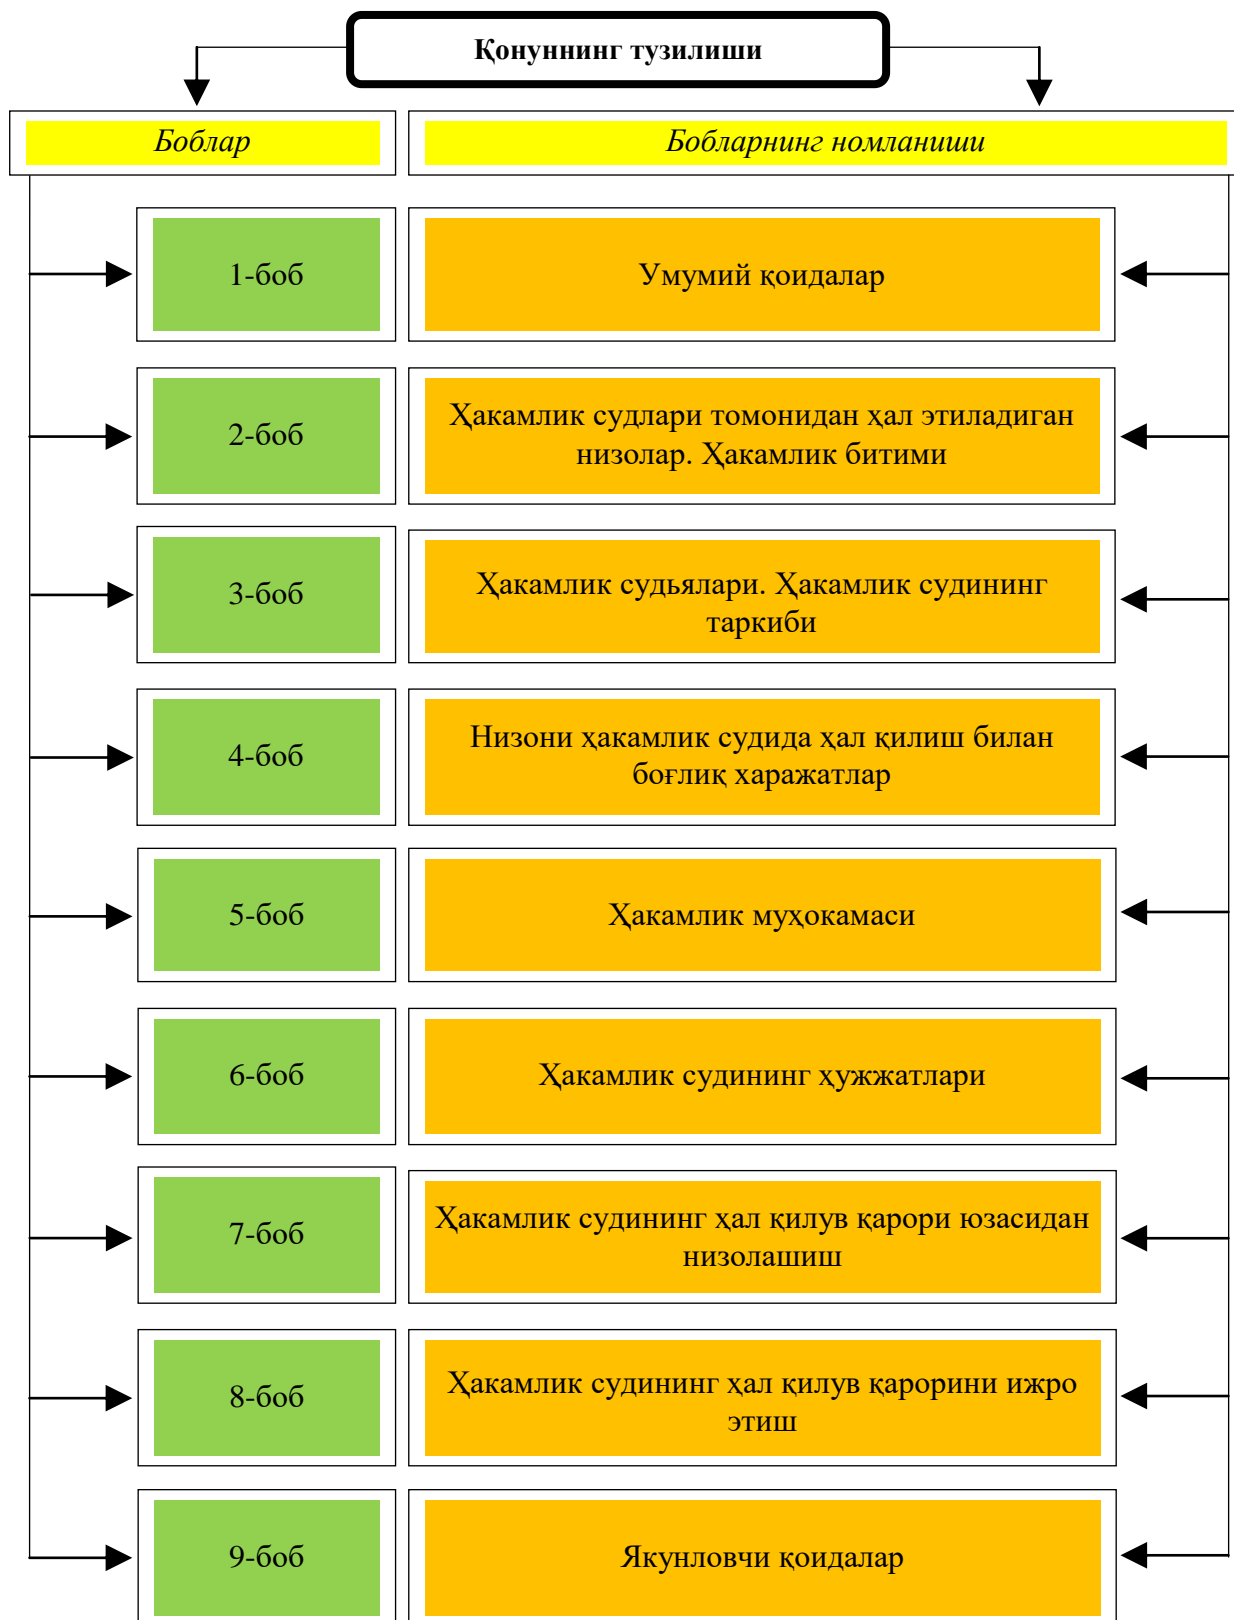 Қонуннинг тузилиши
Боблар
Бобларнинг номланиши
1-боб
Умумий қоидалар
2-боб
Ҳакамлик судлари томонидан ҳал этиладиган
низолар. Ҳакамлик битими
3-боб
Ҳакамлик судьялари. Ҳакамлик судининг
таркиби
4-боб
Низони ҳакамлик судида ҳал қилиш билан
боғлиқ харажатлар
5-боб
Ҳакамлик муҳокамаси
6-боб
Ҳакамлик судининг ҳужжатлари
7-боб
Ҳакамлик судининг ҳал қилув қарори юзасидан
низолашиш
8-боб
Ҳакамлик судининг ҳал қилув қарорини ижро
этиш
9-боб
Якунловчи қоидалар